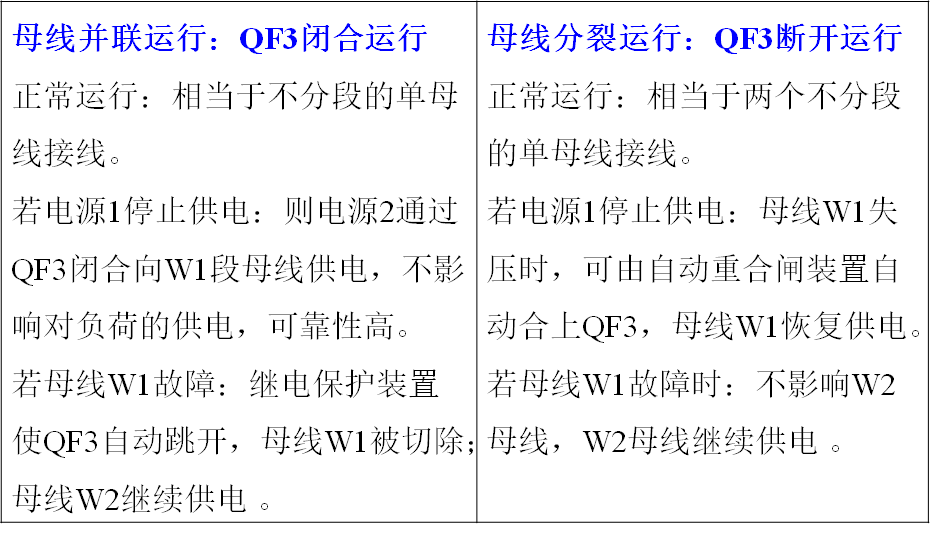 母线并联运行：QF3闭合运行
正常运行：相当于不分段的单母
线接线。
若电源1停止供电：则电源2通过
QF3闭合向W1段母线供电，不影
响对负荷的供电，可靠性高。
若母线W1故障：继电保护装置
使QF3自动跳开，母线W1被切除；
母线W2继续供电 。
母线分裂运行：QF3断开运行
正常运行：相当于两个不分段
的单母线接线。
若电源1停止供电：母线W1失
压时，可由自动重合闸装置自
动合上QF3，母线W1恢复供电。
若母线W1故障时：不影响W2
母线，W2母线继续供电 。